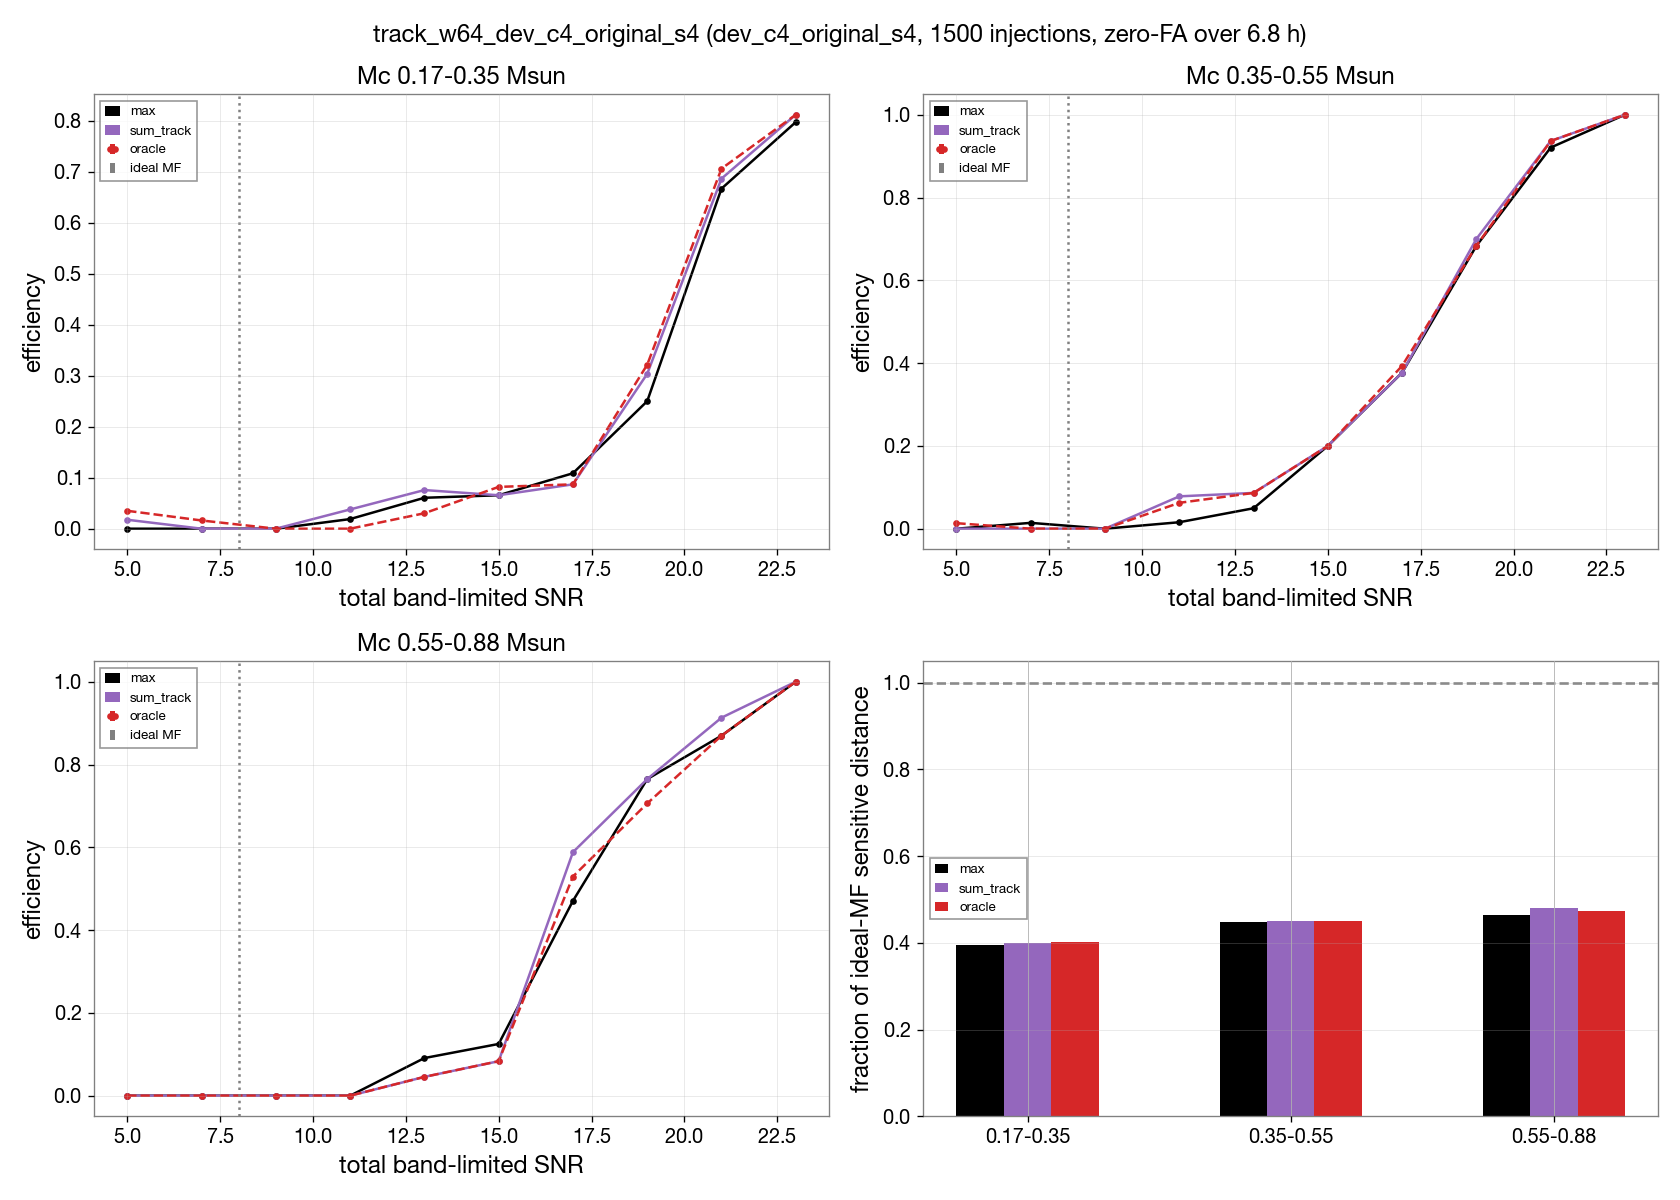 track_w64_dev_c4_original_s4 (dev_c4_original_s4, 1500 injections, zero-FA over 6.8 h)
Mc 0.17-0.35 Msun
max
sum_track
oracle
ideal MF
efficiency
0.8
0.7
0.6
0.5
0.4
0.3
0.2
0.1
0.0
5.0 7.5 10.0 12.5 15.0 17.5 20.0 22.5
total band-limited SNR
Mc 0.35-0.55 Msun
max
sum_track
oracle
ideal MF
efficiency
1.0
0.8
0.6
0.4
0.2
0.0
5.0 7.5 10.0 12.5 15.0 17.5 20.0 22.5
total band-limited SNR
Mc 0.55-0.88 Msun
max
sum_track
oracle
ideal MF
efficiency
1.0
0.8
0.6
0.4
0.2
0.0
5.0 7.5 10.0 12.5 15.0 17.5 20.0 22.5
total band-limited SNR
fraction of ideal-MF sensitive distance
1.0
0.8
0.6
0.4
0.2
0.0
max
sum_track
oracle
0.17-0.35 0.35-0.55 0.55-0.88